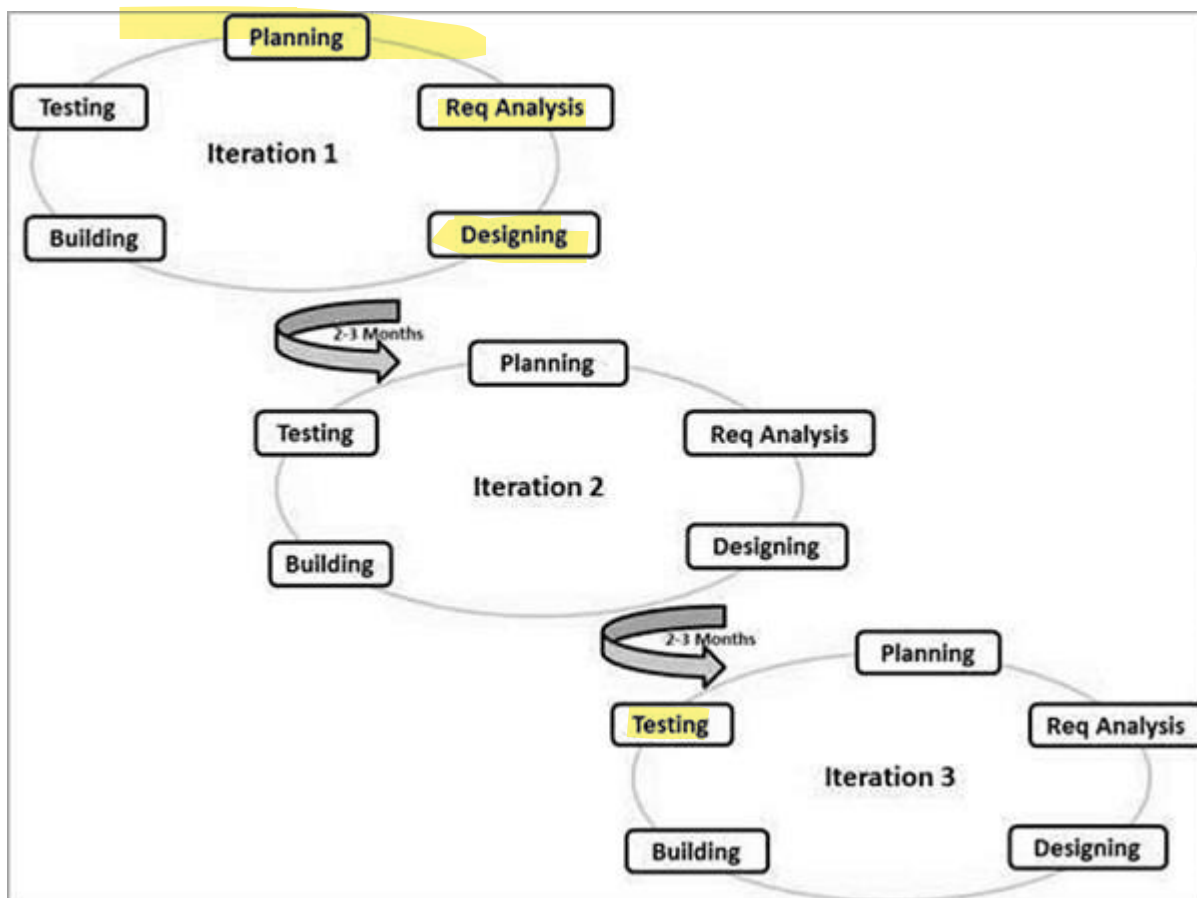 Planning
Testing
Req Analysis
Iteration 1
Building
Designing
2-3 Months
Planning
Testing
Req Analysis
Iteration 2
Building
Designing
2-3 Months
Planning
Testing
Req Analysis
Iteration 3
Building
Designing